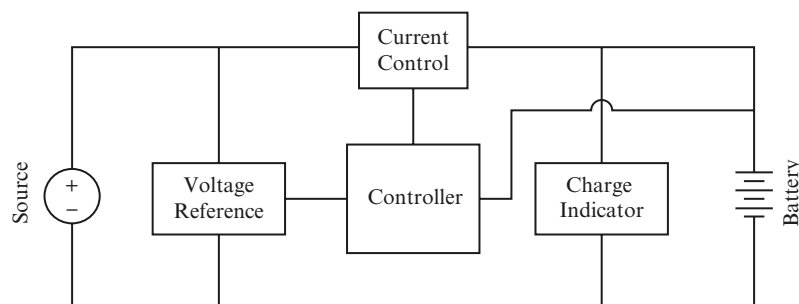 Current
Control
Source
+
−
Voltage
Reference
Controller
Charge
Indicator
Battery